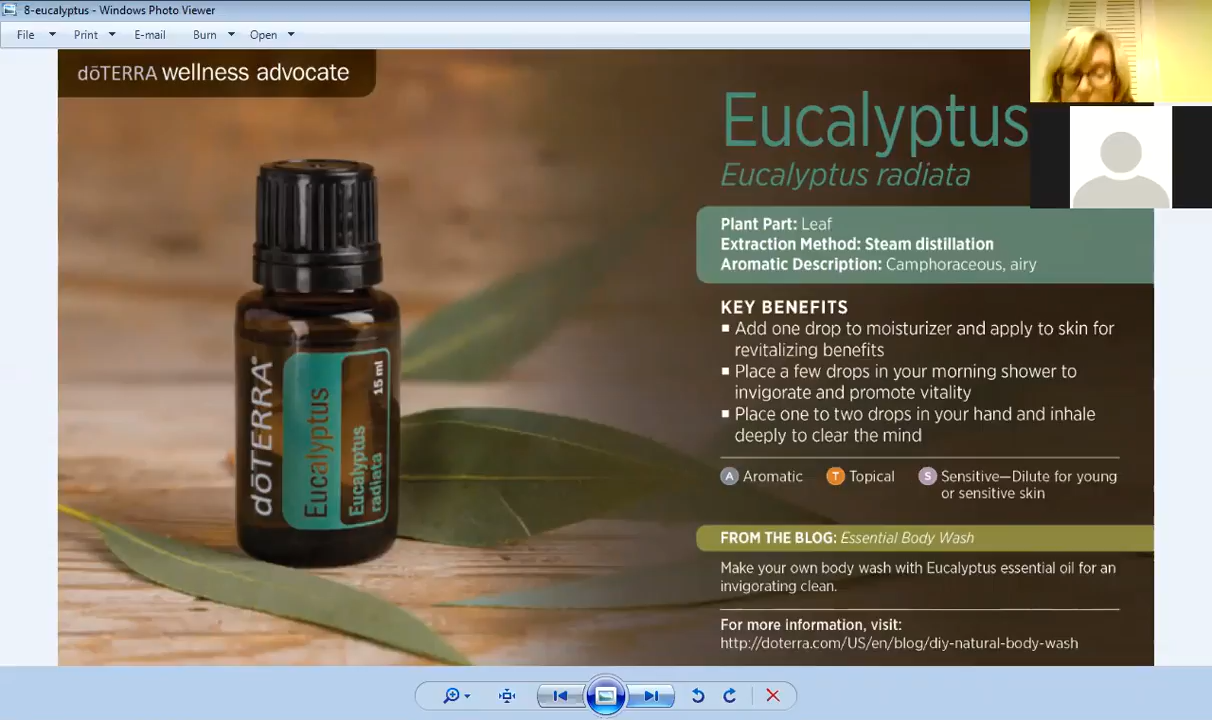 8-eucalyptus - Windows Photo Viewer
File Print E-mail Burn Open
dōTERRA wellness advocate
Eucalyptus
Eucalyptus radiata
Plant Part: Leaf
Extraction Method: Steam distillation
Aromatic Description: Camphoraceous, airy
KEY BENEFITS
▪ Add one drop to moisturizer and apply to skin for
revitalizing benefits
▪ Place a few drops in your morning shower to
invigorate and promote vitality
▪ Place one to two drops in your hand and inhale
deeply to clear the mind
A Aromatic T Topical S Sensitive—Dilute for young
or sensitive skin
FROM THE BLOG: Essential Body Wash
Make your own body wash with Eucalyptus essential oil for an
invigorating clean.
For more information, visit:
http://doterra.com/US/en/blog/diy-natural-body-wash
dōTERRA®
Eucalyptus
Eucalyptus
radiata
15 ml